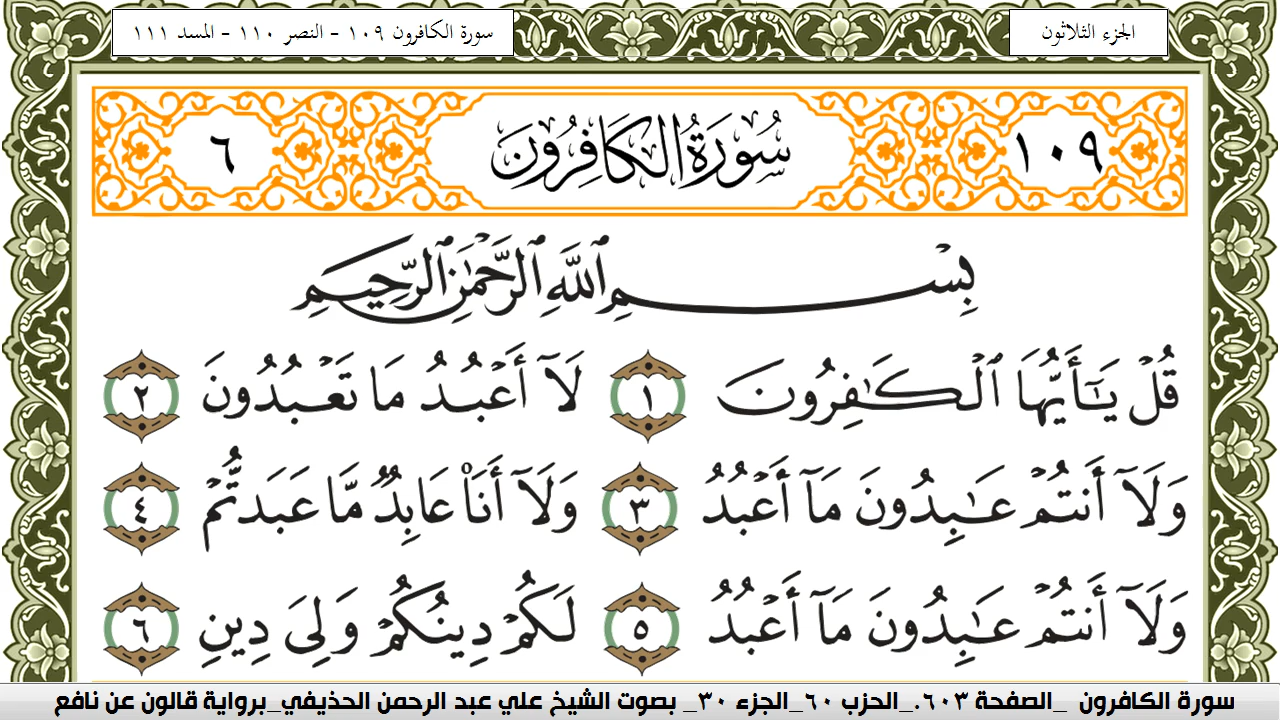 الجزء الثلاثون
سورة الكافرون ١٠٩ - النصر ١١٠ - المسد ١١١
١٠٩ سُورَةُ الكَافِرُونَ ٦
بِسْمِ ٱللَّهِ ٱلرَّحْمَٰنِ ٱلرَّحِيمِ
قُلْ يَٰٓأَيُّهَا ٱلْكَٰفِرُونَ ١ لَآ أَعْبُدُ مَا تَعْبُدُونَ ٢
وَلَآ أَنتُمْ عَٰبِدُونَ مَآ أَعْبُدُ ٣ وَلَآ أَنَا۠ عَابِدٌ مَّا عَبَدتُّمْ ٤
وَلَآ أَنتُمْ عَٰبِدُونَ مَآ أَعْبُدُ ٥ لَكُمْ دِينُكُمْ وَلِىَ دِينِ ٦
سورة الكافرون _الصفحة ٦٠٣._الحزب ٦٠_الجزء ٣٠_ بصوت الشيخ علي عبد الرحمن الحذيفي_برواية قالون عن نافع